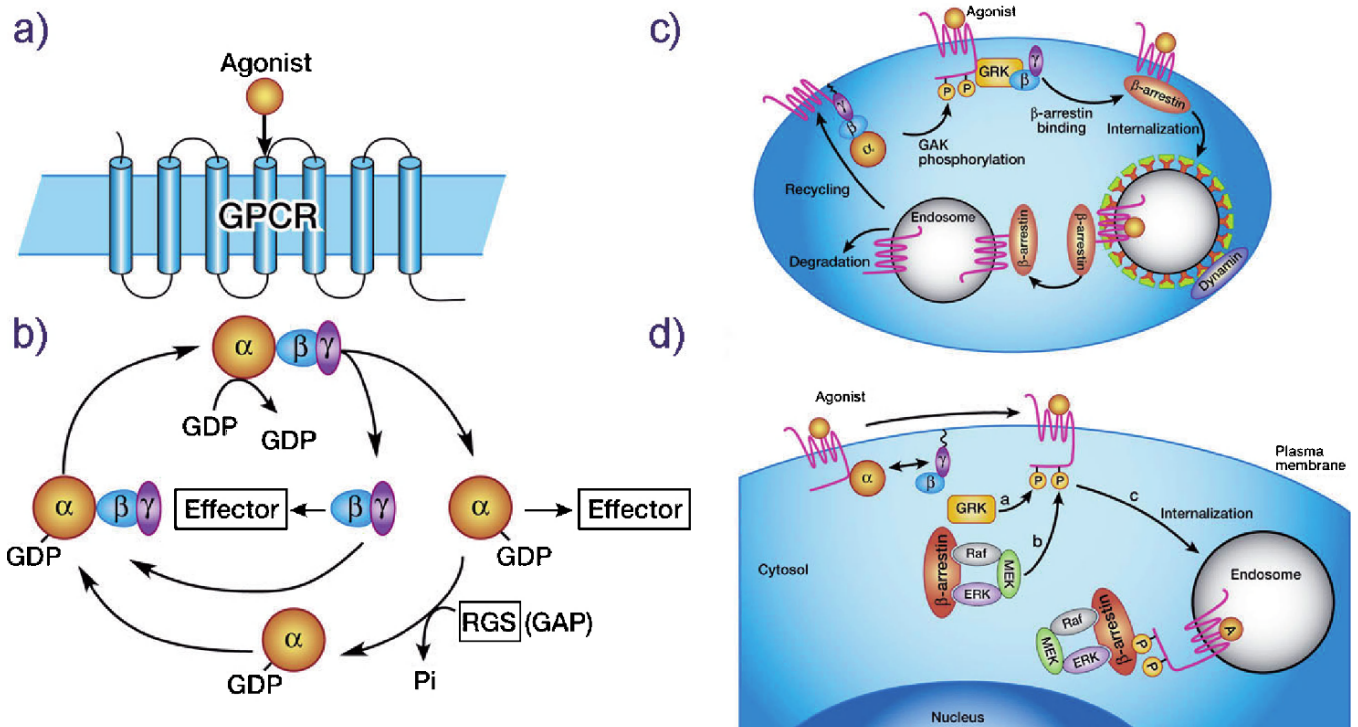 a)
Agonist
GPCR
b)
α β γ
GDP
GDP
α β γ
GDP
Effector
β γ
α
GDP
Effector
RGS (GAP)
Pi
α
GDP
c)
Agonist
P P
GRK
β γ
γ
β
α
GAK
phosphorylation
β-arrestin
binding
β-arrestin
Internalization
Recycling
Endosome
Degradation
β-arrestin
β-arrestin
Dynamin
d)
Agonist
α
γ
β
P P
Plasma
membrane
GRK
a
b
c
Internalization
β-arrestin
Raf
MEK
ERK
Cytosol
Endosome
Raf
MEK
ERK
β-arrestin
P
P
A
Nucleus